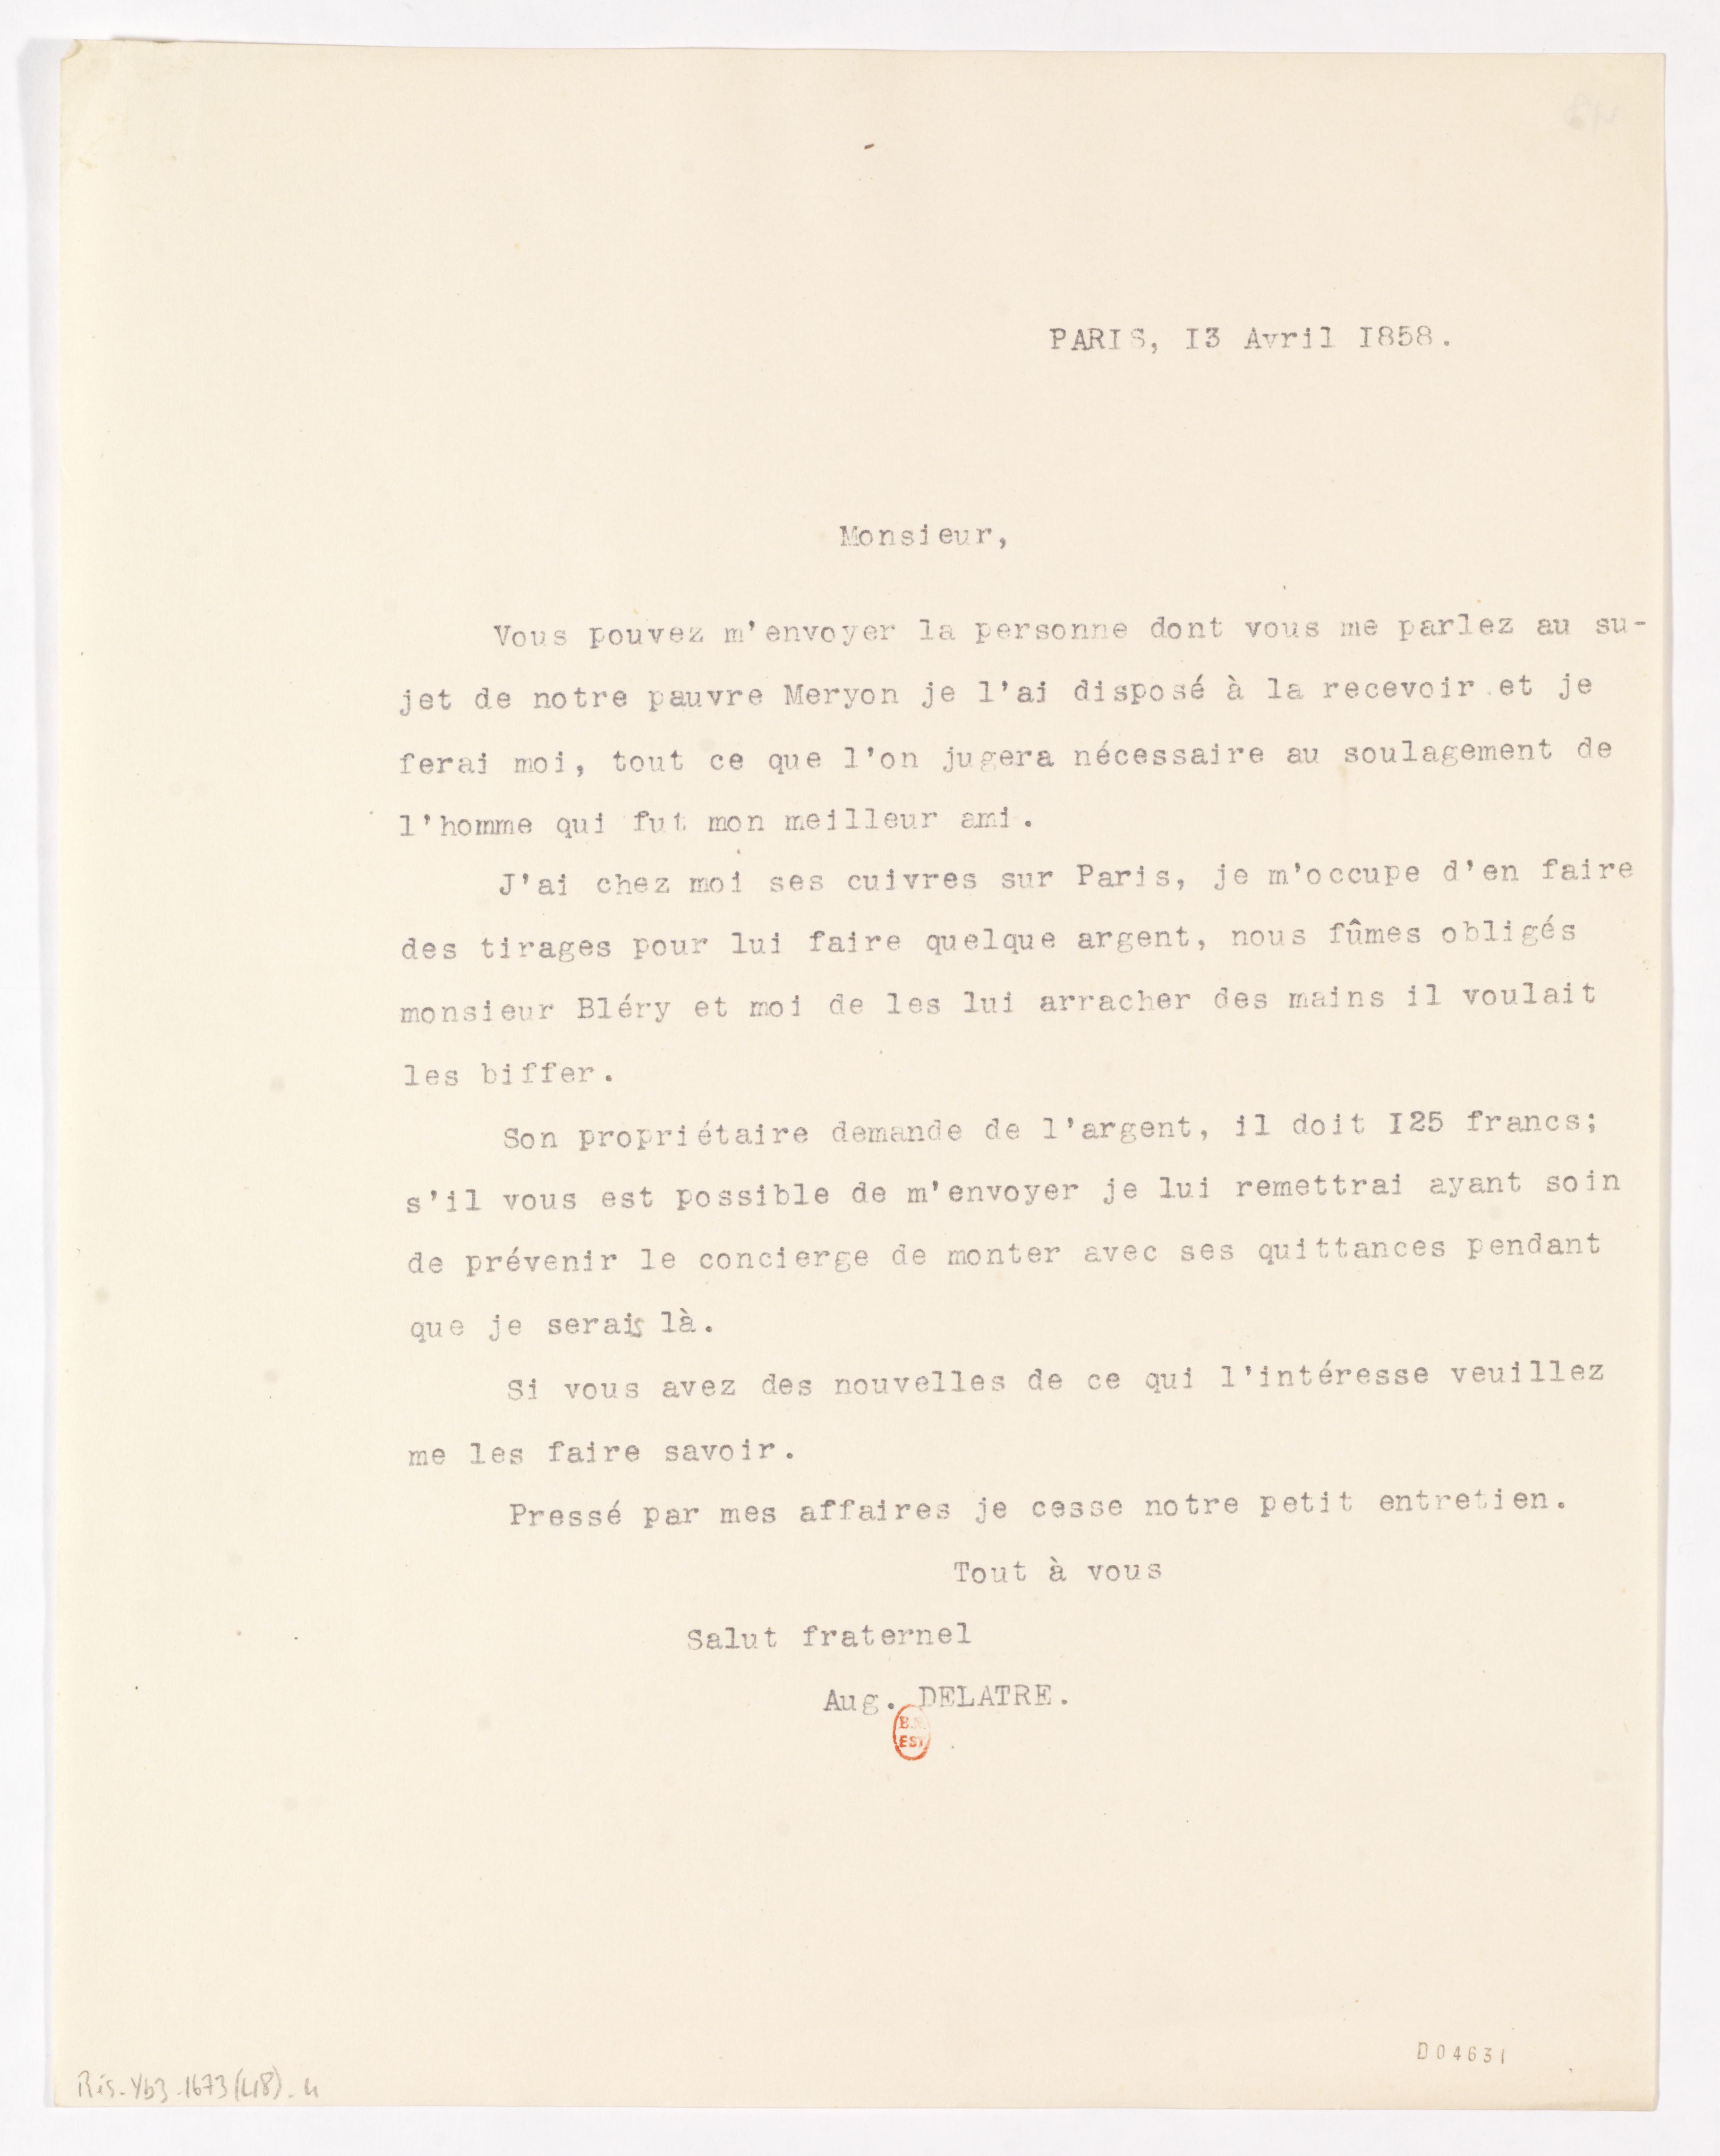 PARIS, I3 Avril I858.
Monsieur,
Vous pouvez m'envoyer la personne dont vous me parlez au su-
jet de notre pauvre Meryon je l'ai disposé à la recevoir et je
ferai moi, tout ce que l'on jugera nécessaire au soulagement de
l'homme qui fut mon meilleur ami.
J'ai chez moi ses cuivres sur Paris, je m'occupe d'en faire
des tirages pour lui faire quelque argent, nous fûmes obligés
monsieur Bléry et moi de les lui arracher des mains il voulait
les biffer.
Son propriétaire demande de l'argent, il doit I25 francs;
s'il vous est possible de m'envoyer je lui remettrai ayant soin
de prévenir le concierge de monter avec ses quittances pendant
que je serais là.
Si vous avez des nouvelles de ce qui l'intéresse veuillez
me les faire savoir.
Pressé par mes affaires je cesse notre petit entretien.
Tout à vous
Salut fraternel
Aug. DELATRE.
EST
D04631
Rés-Yb3-1673(48)-4